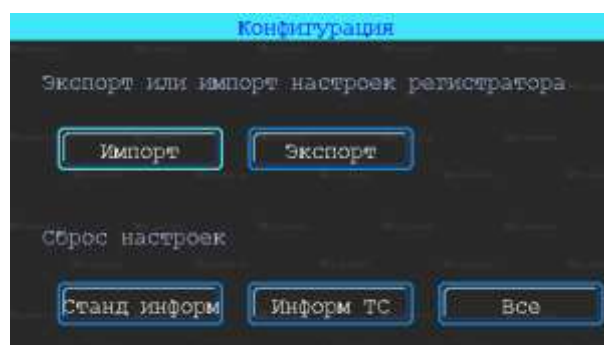 Конфигурация
Экспорт или импорт настроек регистратора
Импорт Экспорт
Сброс настроек
Станд информ Информ ТС Все